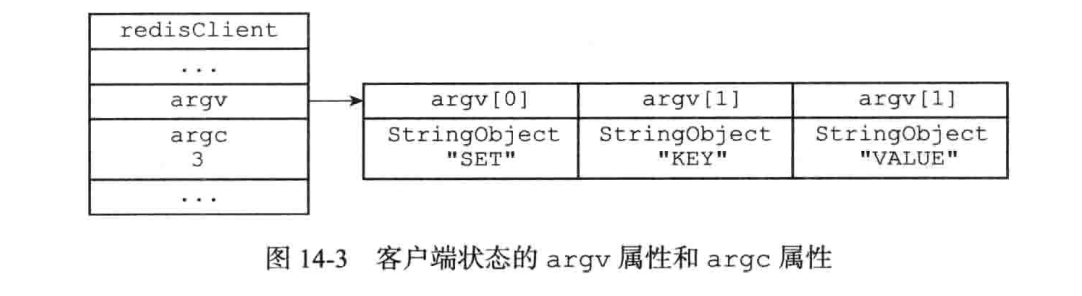 redisClient
...
argv
argv[0] argv[1] argv[1]
argc
3
StringObject StringObject StringObject
"SET" "KEY" "VALUE"
...
图 14-3 客户端状态的 argv 属性和 argc 属性